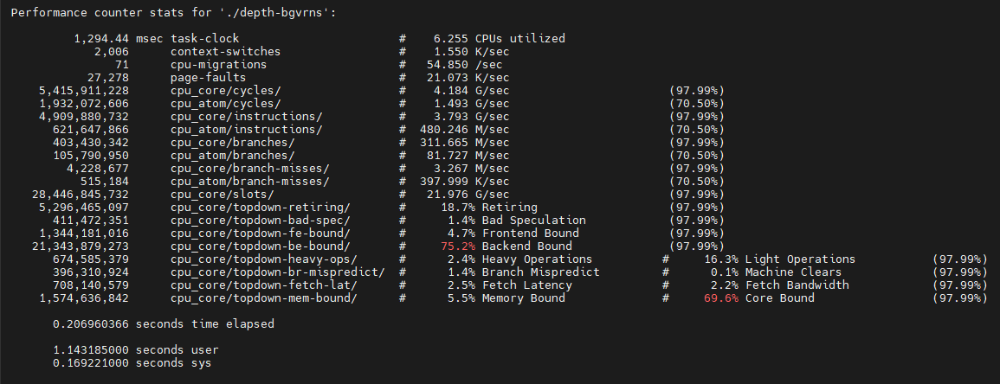 Performance counter stats for './depth-bgvrns':
1,294.44 msec task-clock # 6.255 CPUs utilized
2,006 context-switches # 1.550 K/sec
71 cpu-migrations # 54.850 /sec
27,278 page-faults # 21.073 K/sec
5,415,911,228 cpu_core/cycles/ # 4.184 G/sec (97.99%)
1,932,072,606 cpu_atom/cycles/ # 1.493 G/sec (70.50%)
4,909,880,732 cpu_core/instructions/ # 3.793 G/sec (97.99%)
621,647,866 cpu_atom/instructions/ # 480.246 M/sec (70.50%)
403,430,342 cpu_core/branches/ # 311.665 M/sec (97.99%)
105,790,950 cpu_atom/branches/ # 81.727 M/sec (70.50%)
4,228,677 cpu_core/branch-misses/ # 3.267 M/sec (97.99%)
515,184 cpu_atom/branch-misses/ # 397.999 K/sec (70.50%)
28,446,845,732 cpu_core/slots/ # 21.976 G/sec (97.99%)
5,296,465,097 cpu_core/topdown-retiring/ # 18.7% Retiring (97.99%)
411,472,351 cpu_core/topdown-bad-spec/ # 1.4% Bad Speculation (97.99%)
1,344,181,016 cpu_core/topdown-fe-bound/ # 4.7% Frontend Bound (97.99%)
21,343,879,273 cpu_core/topdown-be-bound/ # 75.2% Backend Bound (97.99%)
674,585,379 cpu_core/topdown-heavy-ops/ # 2.4% Heavy Operations # 16.3% Light Operations (97.99%)
396,310,924 cpu_core/topdown-br-mispredict/ # 1.4% Branch Mispredict # 0.1% Machine Clears (97.99%)
708,140,579 cpu_core/topdown-fetch-lat/ # 2.5% Fetch Latency # 2.2% Fetch Bandwidth (97.99%)
1,574,636,842 cpu_core/topdown-mem-bound/ # 5.5% Memory Bound # 69.6% Core Bound (97.99%)
0.206960366 seconds time elapsed
1.143185000 seconds user
0.169221000 seconds sys